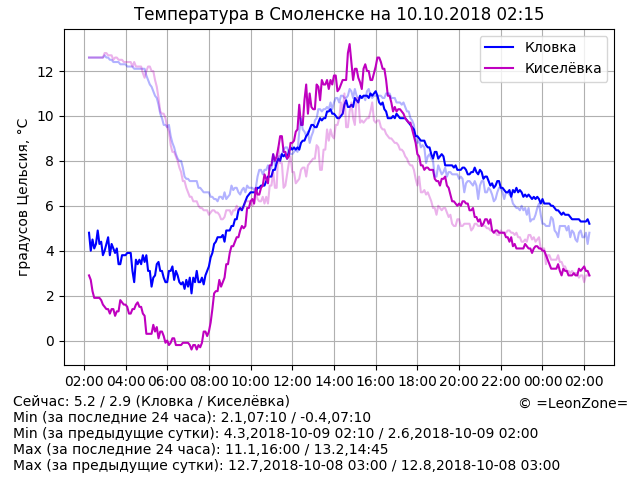 Температура в Смоленске на 10.10.2018 02:15
Кловка
Киселёвка
градусов Цельсия, °C
12
10
8
6
4
2
0
02:00 04:00 06:00 08:00 10:00 12:00 14:00 16:00 18:00 20:00 22:00 00:00 02:00
Сейчас: 5.2 / 2.9 (Кловка / Киселёвка)
© =LeonZone=
Min (за последние 24 часа): 2.1,07:10 / -0.4,07:10
Min (за предыдущие сутки): 4.3,2018-10-09 02:10 / 2.6,2018-10-09 02:00
Max (за последние 24 часа): 11.1,16:00 / 13.2,14:45
Max (за предыдущие сутки): 12.7,2018-10-08 03:00 / 12.8,2018-10-08 03:00